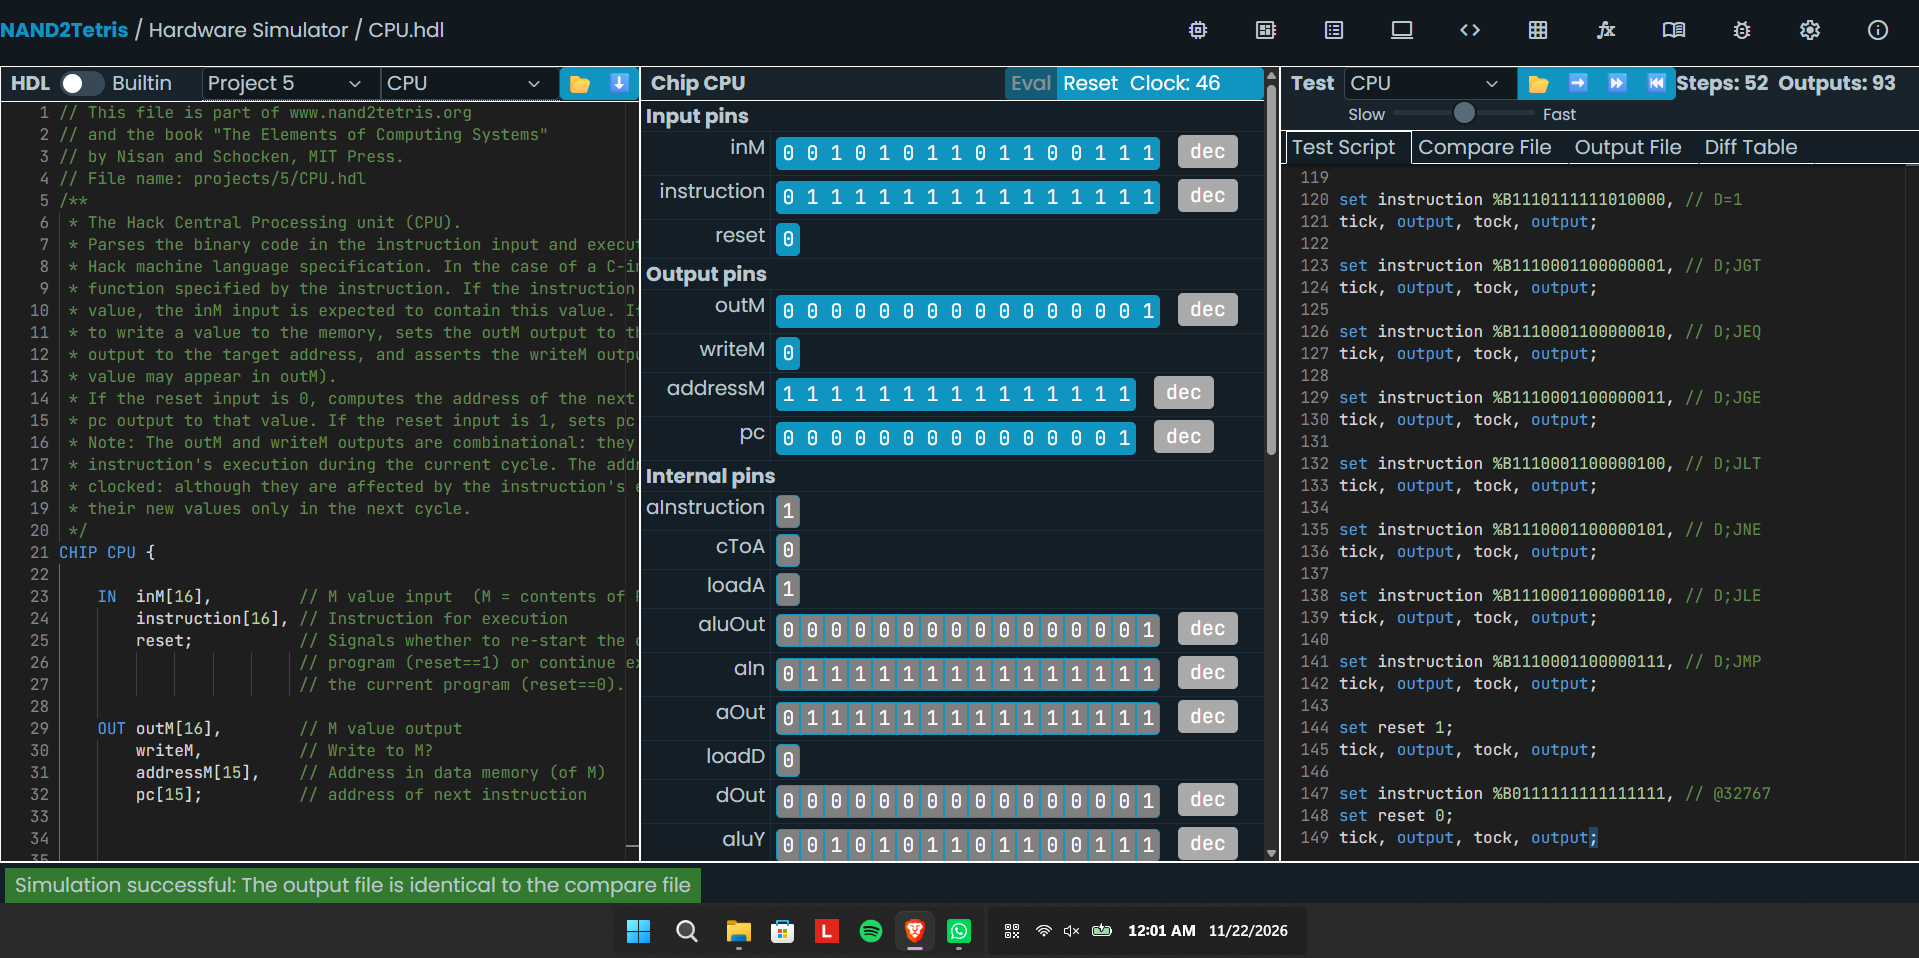 NAND2Tetris / Hardware Simulator / CPU.hdl
HDL Builtin Project 5 CPU
1 // This file is part of www.nand2tetris.org
2 // and the book "The Elements of Computing Systems"
3 // by Nisan and Schocken, MIT Press.
4 // File name: projects/5/CPU.hdl
5 /**
6 * The Hack Central Processing unit (CPU).
7 * Parses the binary code in the instruction input and execut
8 * Hack machine language specification. In the case of a C-in
9 * function specified by the instruction. If the instruction
10 * value, the inM input is expected to contain this value. If
11 * to write a value to the memory, sets the outM output to th
12 * output to the target address, and asserts the writeM outpu
13 * value may appear in outM).
14 * If the reset input is 0, computes the address of the next
15 * pc output to that value. If the reset input is 1, sets pc
16 * Note: The outM and writeM outputs are combinational: they
17 * instruction's execution during the current cycle. The addr
18 * clocked: although they are affected by the instruction's e
19 * their new values only in the next cycle.
20 */
21 CHIP CPU {
22
23 IN inM[16], // M value input (M = contents of R
24 instruction[16], // Instruction for execution
25 reset; // Signals whether to re-start the c
26 // program (reset==1) or continue ex
27 // the current program (reset==0).
28
29 OUT outM[16], // M value output
30 writeM, // Write to M?
31 addressM[15], // Address in data memory (of M)
32 pc[15]; // address of next instruction
33
34
35
Chip CPU Eval Reset Clock: 46
Input pins
inM 0 0 1 0 1 0 1 1 0 1 1 0 0 1 1 1 dec
instruction 0 1 1 1 1 1 1 1 1 1 1 1 1 1 1 1 dec
reset 0
Output pins
outM 0 0 0 0 0 0 0 0 0 0 0 0 0 0 0 1 dec
writeM 0
addressM 1 1 1 1 1 1 1 1 1 1 1 1 1 1 1 dec
pc 0 0 0 0 0 0 0 0 0 0 0 0 0 0 1 dec
Internal pins
aInstruction 1
cToA 0
loadA 1
aluOut 0 0 0 0 0 0 0 0 0 0 0 0 0 0 0 1 dec
aIn 0 1 1 1 1 1 1 1 1 1 1 1 1 1 1 1 dec
aOut 0 1 1 1 1 1 1 1 1 1 1 1 1 1 1 1 dec
loadD 0
dOut 0 0 0 0 0 0 0 0 0 0 0 0 0 0 0 1 dec
aluY 0 0 1 0 1 0 1 1 0 1 1 0 0 1 1 1 dec
Test CPU Steps: 52 Outputs: 93
Slow Fast
Test Script Compare File Output File Diff Table
119
120 set instruction %B1110111111010000, // D=1
121 tick, output, tock, output;
122
123 set instruction %B1110001100000001, // D;JGT
124 tick, output, tock, output;
125
126 set instruction %B1110001100000010, // D;JEQ
127 tick, output, tock, output;
128
129 set instruction %B1110001100000011, // D;JGE
130 tick, output, tock, output;
131
132 set instruction %B1110001100000100, // D;JLT
133 tick, output, tock, output;
134
135 set instruction %B1110001100000101, // D;JNE
136 tick, output, tock, output;
137
138 set instruction %B1110001100000110, // D;JLE
139 tick, output, tock, output;
140
141 set instruction %B1110001100000111, // D;JMP
142 tick, output, tock, output;
143
144 set reset 1;
145 tick, output, tock, output;
146
147 set instruction %B0111111111111111, // @32767
148 set reset 0;
149 tick, output, tock, output;
Simulation successful: The output file is identical to the compare file
L
12:01 AM 11/22/2026